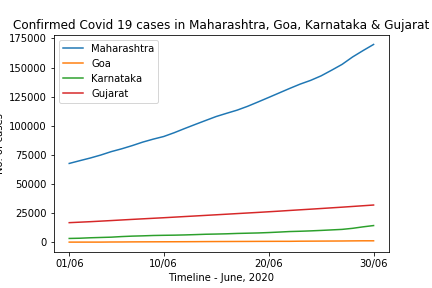 Confirmed Covid 19 cases in Maharashtra, Goa, Karnataka & Gujarat
175000
150000
125000
100000
75000
50000
25000
0
Maharashtra
Goa
Karnataka
Gujarat
No. of cases
01/06 10/06 20/06 30/06
Timeline - June, 2020